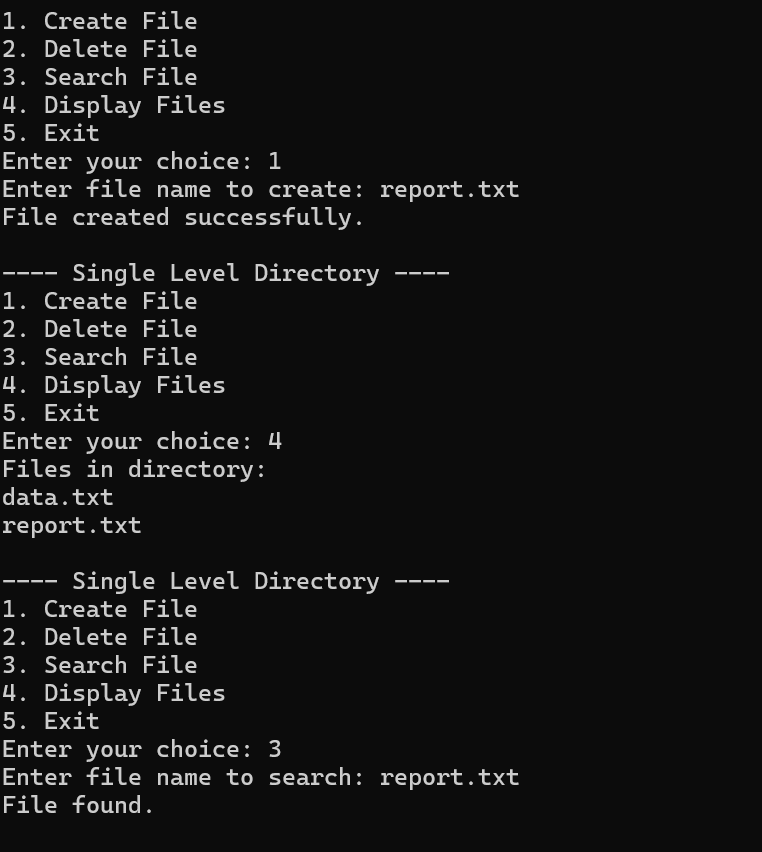 1. Create File
2. Delete File
3. Search File
4. Display Files
5. Exit
Enter your choice: 1
Enter file name to create: report.txt
File created successfully.
---- Single Level Directory ----
1. Create File
2. Delete File
3. Search File
4. Display Files
5. Exit
Enter your choice: 4
Files in directory:
data.txt
report.txt
---- Single Level Directory ----
1. Create File
2. Delete File
3. Search File
4. Display Files
5. Exit
Enter your choice: 3
Enter file name to search: report.txt
File found.